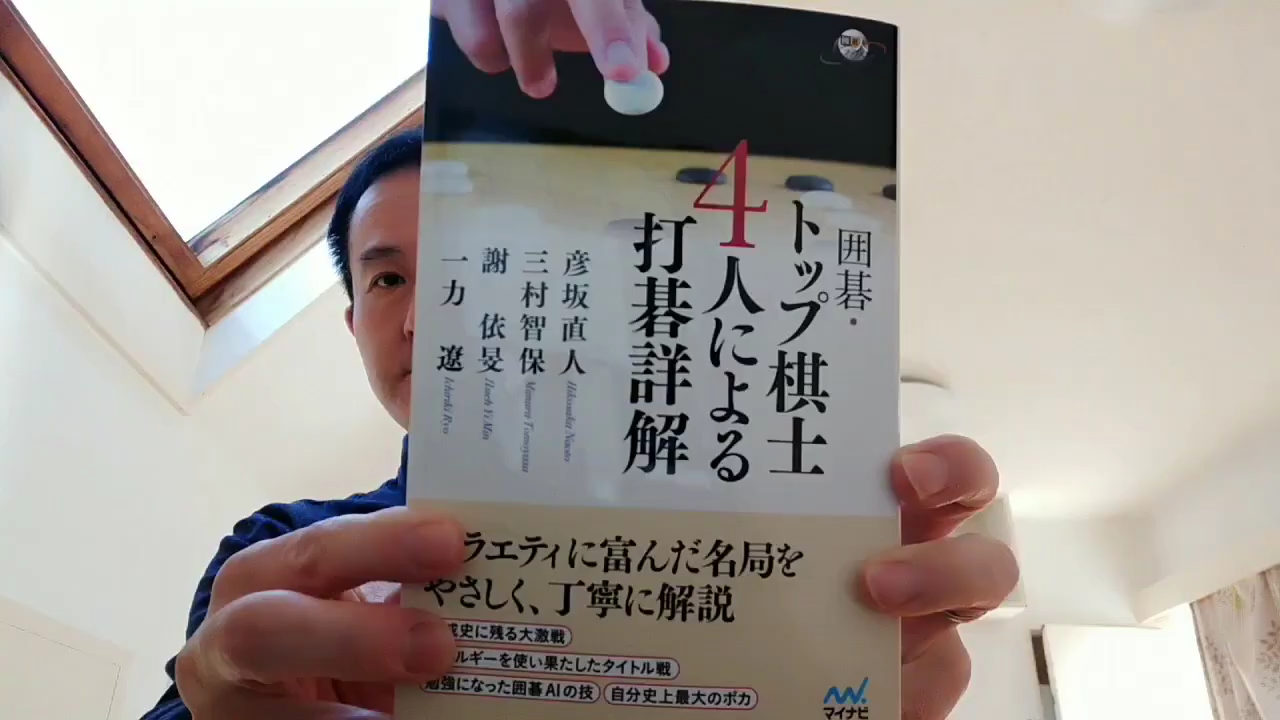 囲碁・
トップ棋士
4人による
打碁詳解
彦坂直人
Hikosaka Naoto
三村智保
Mimura Tomoyasu
謝 依旻
Hsieh Yi Min
一力 遼
Ichiriki Ryo
ラエティに富んだ名局を
やさしく、丁寧に解説
成史に残る大激戦
ルギーを使い果たしたタイトル戦
勉強になった囲碁AIの技
自分史上最大のポカ
マイナビ